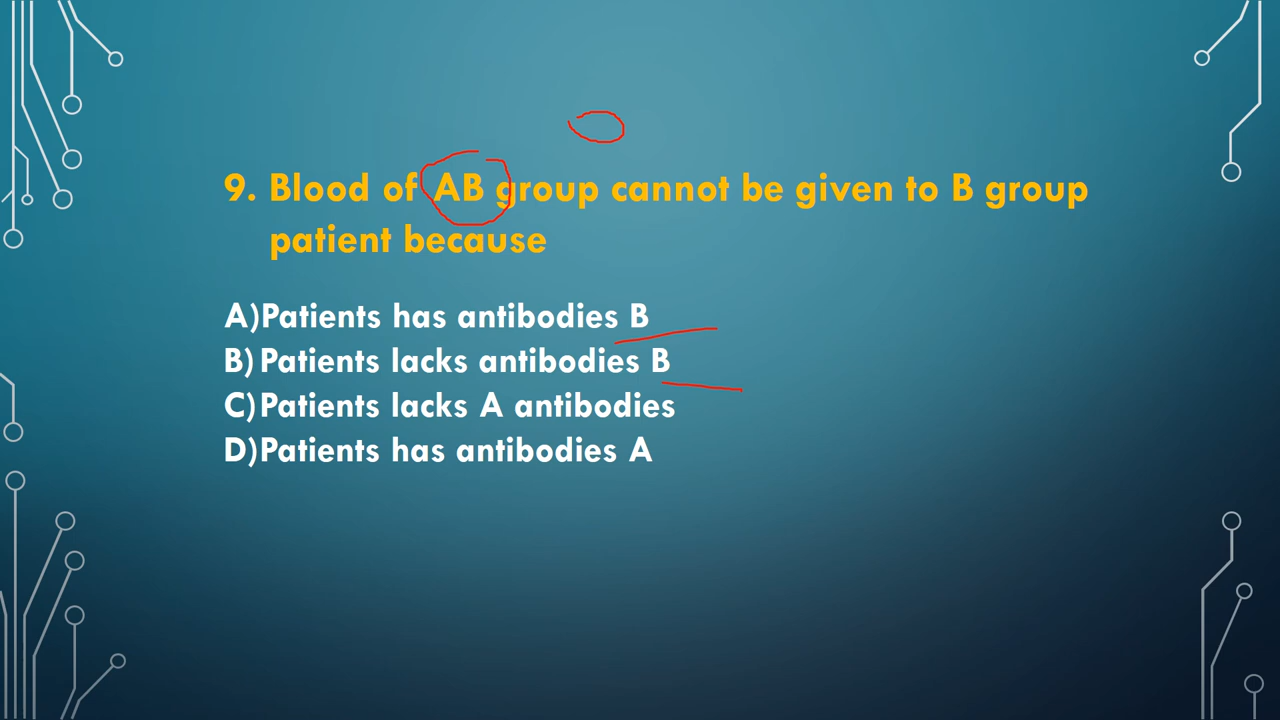 9. Blood of AB group cannot be given to B group
patient because
A)Patients has antibodies B
B)Patients lacks antibodies B
C)Patients lacks A antibodies
D)Patients has antibodies A